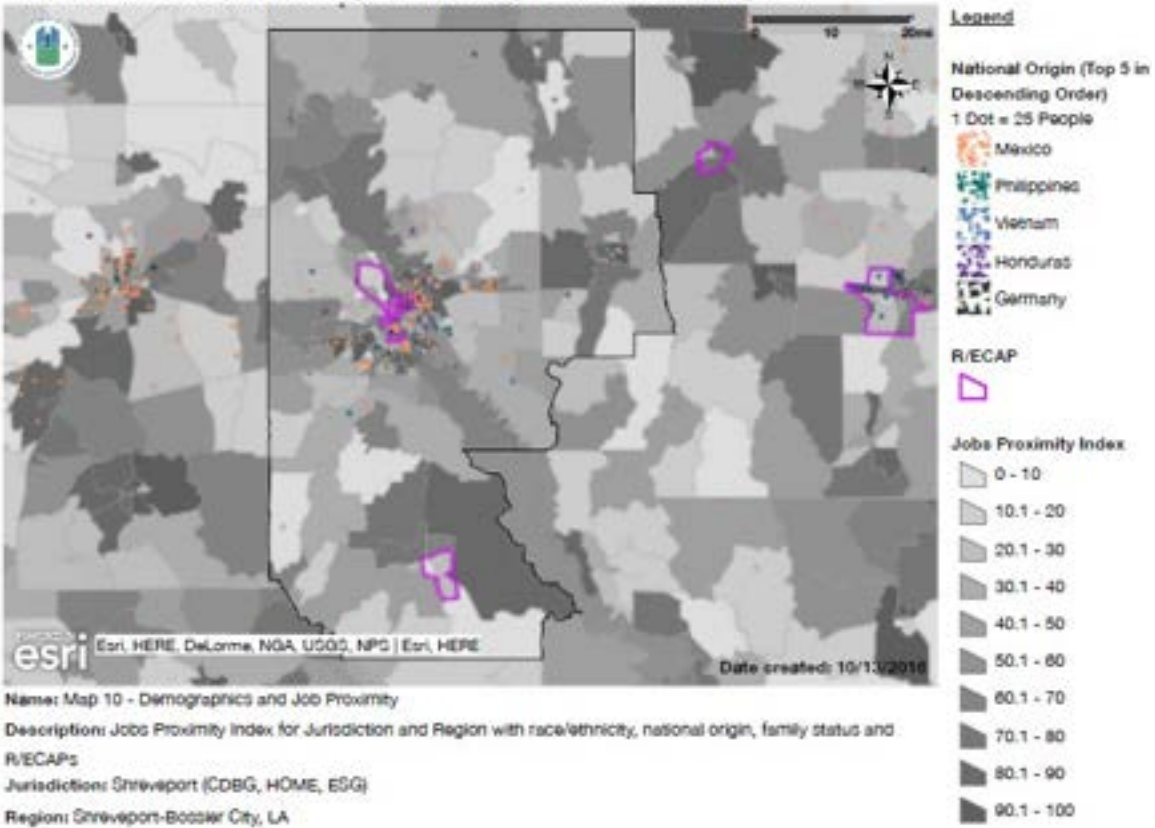 0 10 20mi
N
Legend
National Origin (Top 5 in
Descending Order)
1 Dot = 25 People
Mexico
Philippines
Vietnam
Honduras
Germany
R/ECAP
Jobs Proximity Index
0 - 10
10.1 - 20
20.1 - 30
30.1 - 40
40.1 - 50
50.1 - 60
60.1 - 70
70.1 - 80
80.1 - 90
90.1 - 100
esri
Esri, HERE, DeLorme, NGA, USGS, NPS | Esri, HERE
Date created: 10/13/2016
Name: Map 10 - Demographics and Job Proximity
Description: Jobs Proximity Index for Jurisdiction and Region with race/ethnicity, national origin, family status and
R/ECAPs
Jurisdiction: Shreveport (CDBG, HOME, ESG)
Region: Shreveport-Bossier City, LA